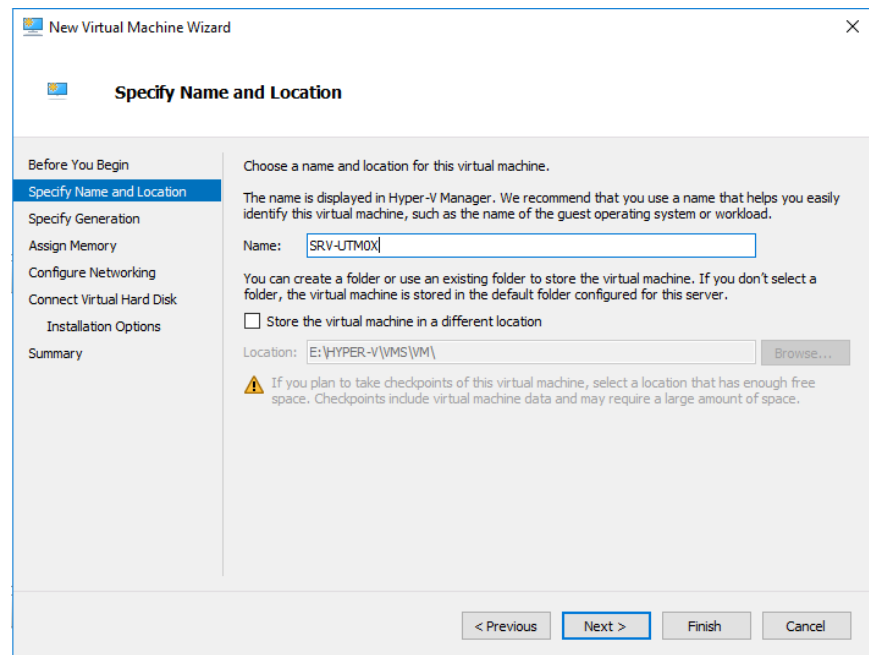 New Virtual Machine Wizard
Specify Name and Location
Before You Begin
Specify Name and Location
Specify Generation
Assign Memory
Configure Networking
Connect Virtual Hard Disk
Installation Options
Summary
Choose a name and location for this virtual machine.
The name is displayed in Hyper-V Manager. We recommend that you use a name that helps you easily
identify this virtual machine, such as the name of the guest operating system or workload.
Name: SRV-UTM0X
You can create a folder or use an existing folder to store the virtual machine. If you don't select a
folder, the virtual machine is stored in the default folder configured for this server.
Store the virtual machine in a different location
Location: E:\HYPER-V\VMS\VM\ Browse...
If you plan to take checkpoints of this virtual machine, select a location that has enough free
space. Checkpoints include virtual machine data and may require a large amount of space.
< Previous Next > Finish Cancel